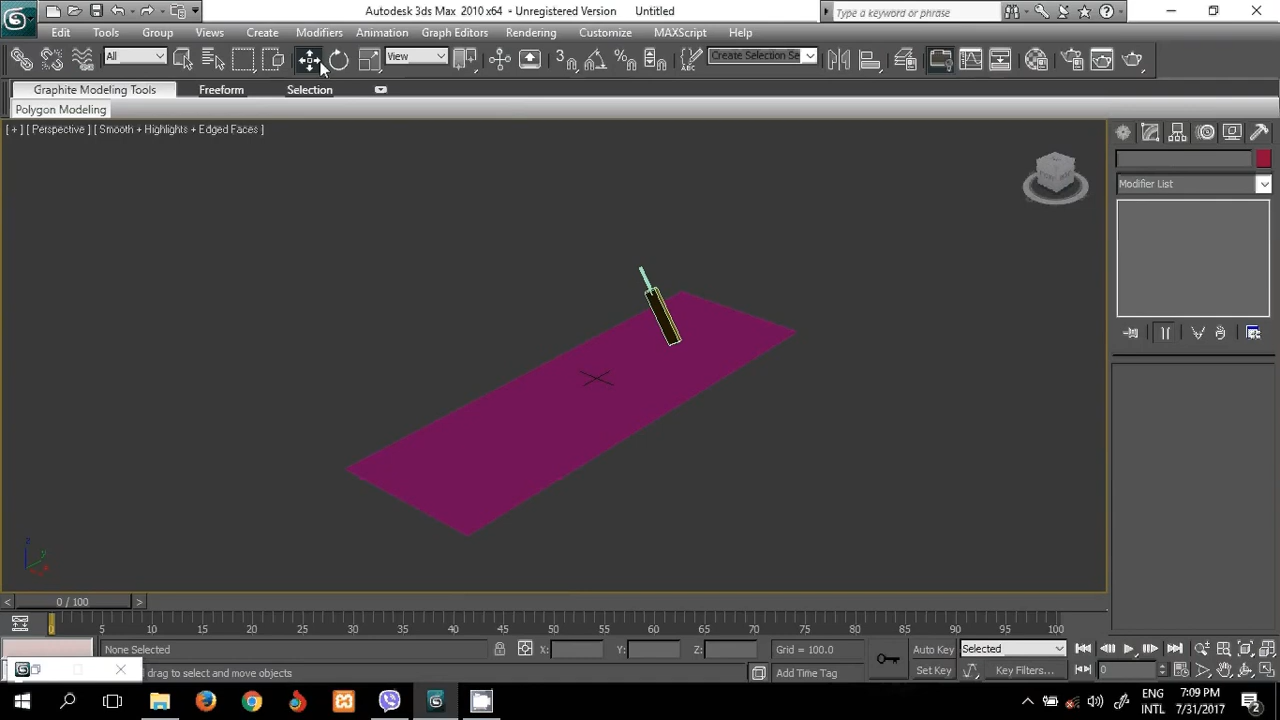 Autodesk 3ds Max 2010 x64 - Unregistered Version Untitled
Type a keyword or phrase
Edit Tools Group Views Create Modifiers Animation Graph Editors Rendering Customize MAXScript Help
All View 3 Create Selection Se
Graphite Modeling Tools Freeform Selection
Polygon Modeling
[ + ] [ Perspective ] [ Smooth + Highlights + Edged Faces ]
Modifier List
z y x
< 0 / 100 >
0 5 10 15 20 25 30 35 40 45 50 55 60 65 70 75 80 85 90 95 100
None Selected X: Y: Z: Grid = 100.0 Auto Key Selected
drag to select and move objects Add Time Tag Set Key Key Filters... 0
ENG 7:09 PM
INTL 7/31/2017 2